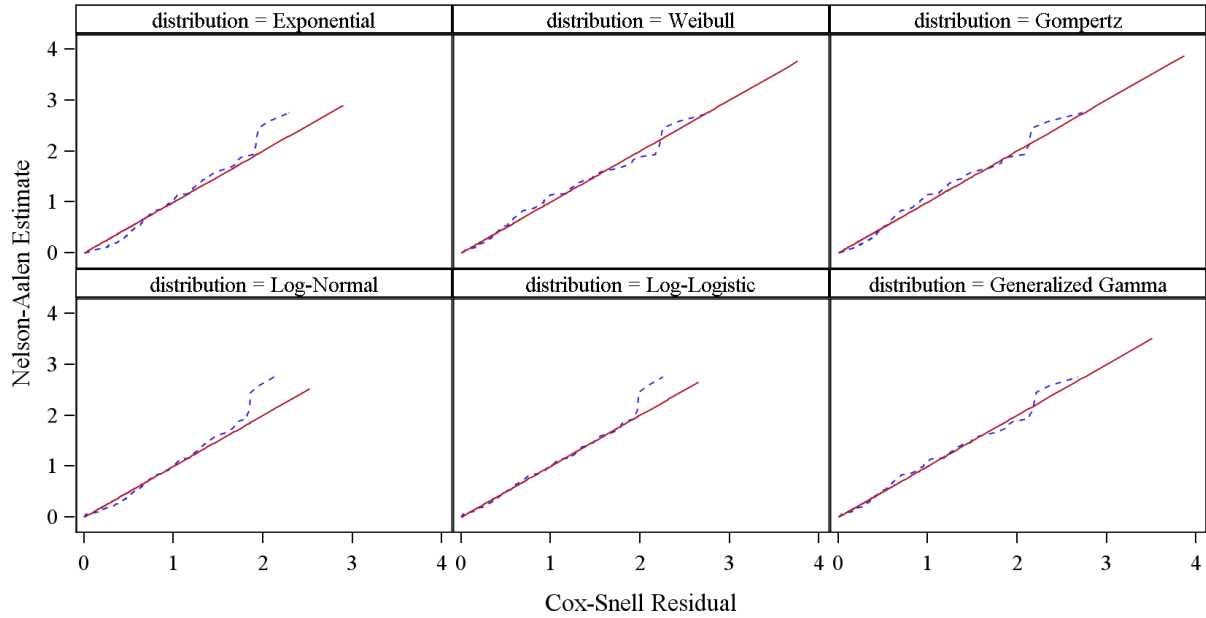 distribution = Exponential
distribution = Weibull
distribution = Gompertz
4
3
2
1
0
distribution = Log-Normal
distribution = Log-Logistic
distribution = Generalized Gamma
4
3
2
1
0
Nelson-Aalen Estimate
0 1 2 3 4 0 1 2 3 4 0 1 2 3 4
Cox-Snell Residual